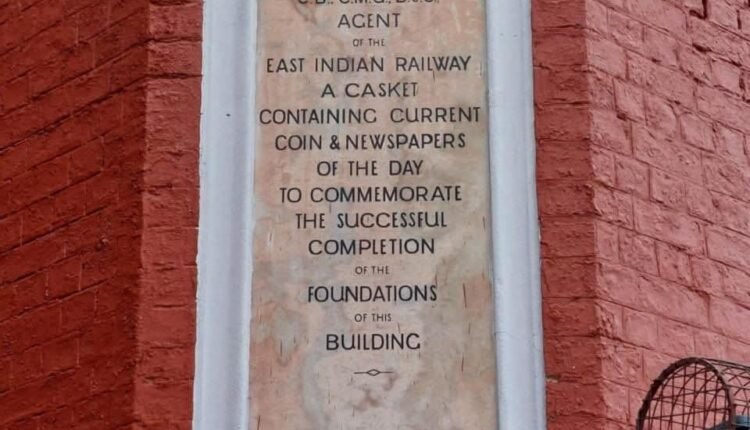 C.B., C.M.G., D.S.O.,
AGENT
OF THE
EAST INDIAN RAILWAY
A CASKET
CONTAINING CURRENT
COIN & NEWSPAPERS
OF THE DAY
TO COMMEMORATE
THE SUCCESSFUL
COMPLETION
OF THE
FOUNDATIONS
OF THIS
BUILDING